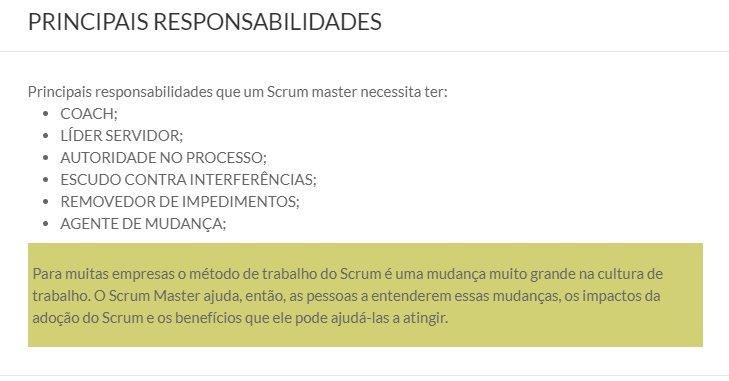 PRINCIPAIS RESPONSABILIDADES
Principais responsabilidades que um Scrum master necessita ter:
• COACH;
• LÍDER SERVIDOR;
• AUTORIDADE NO PROCESSO;
• ESCUDO CONTRA INTERFERÊNCIAS;
• REMOVEDOR DE IMPEDIMENTOS;
• AGENTE DE MUDANÇA;
Para muitas empresas o método de trabalho do Scrum é uma mudança muito grande na cultura de
trabalho. O Scrum Master ajuda, então, as pessoas a entenderem essas mudanças, os impactos da
adoção do Scrum e os benefícios que ele pode ajudá-las a atingir.